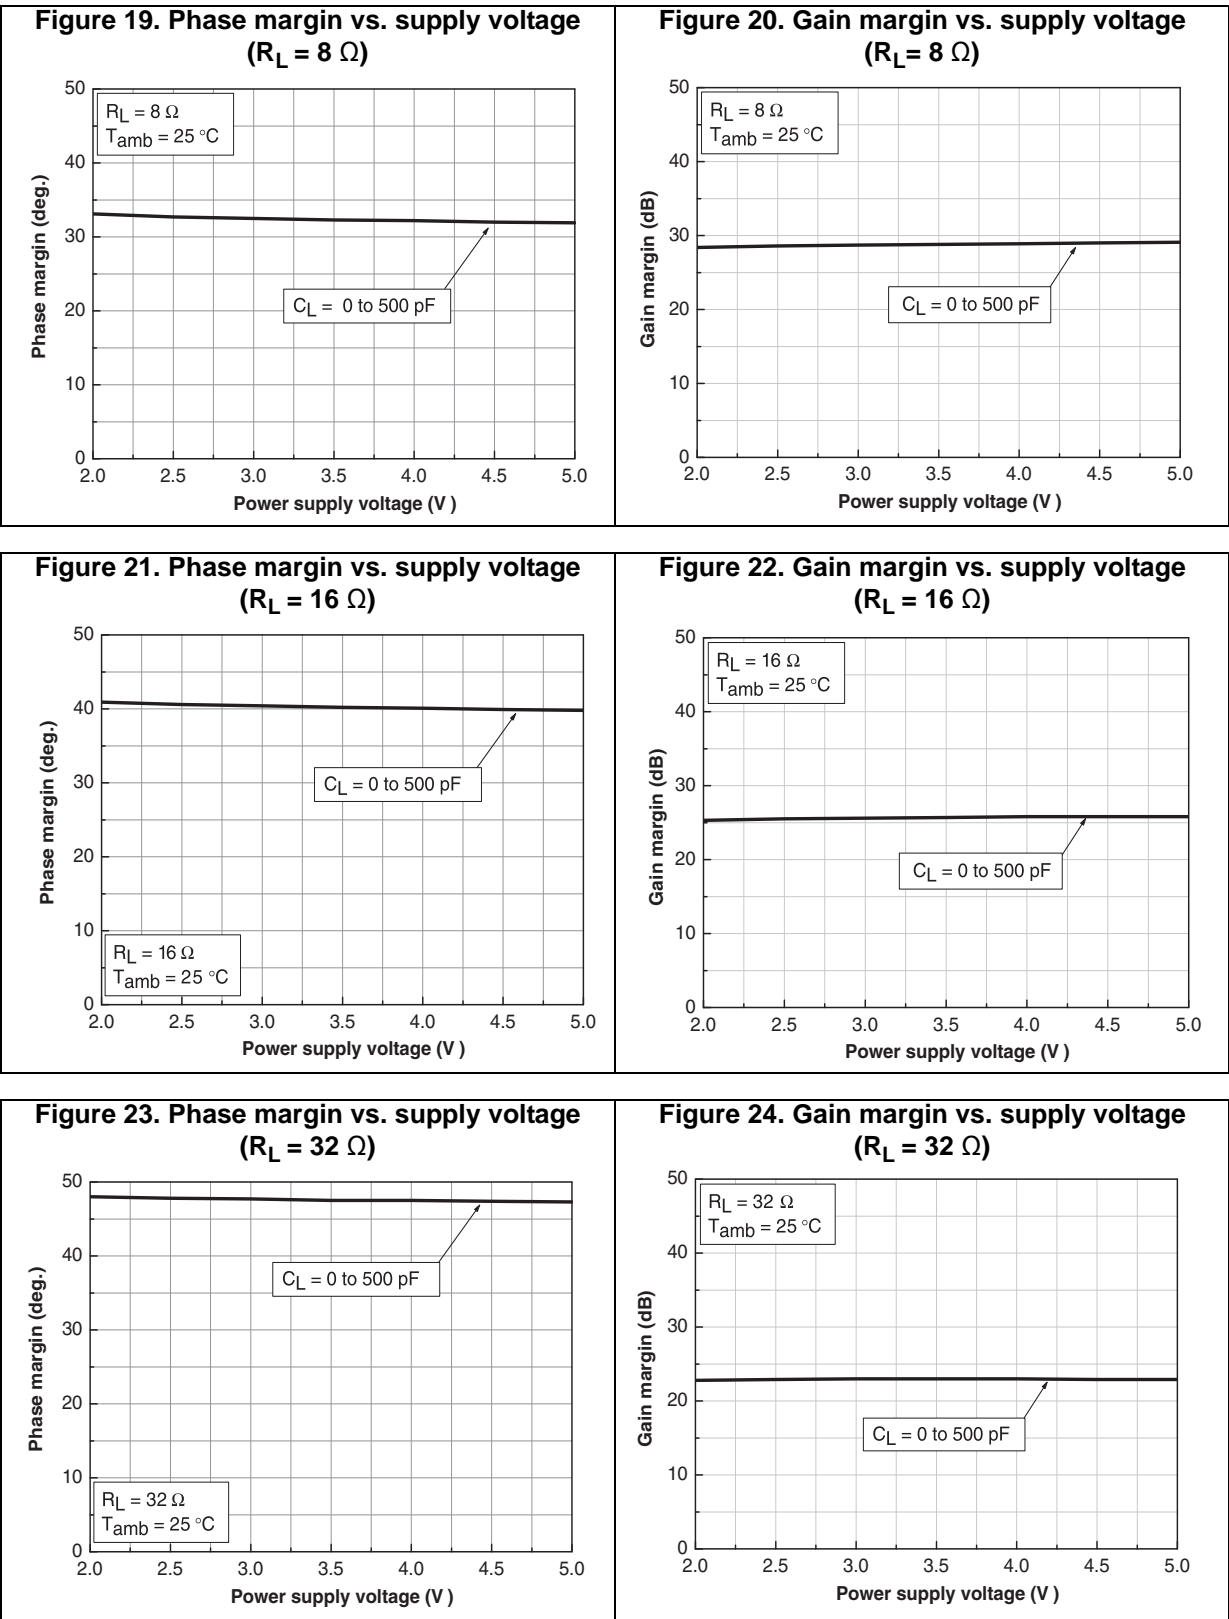 Figure 19. Phase margin vs. supply voltage
(RL = 8 Ω)
50
40
30
20
10
0
Phase margin (deg.)
RL = 8 Ω
Tamb = 25 °C
CL = 0 to 500 pF
2.0 2.5 3.0 3.5 4.0 4.5 5.0
Power supply voltage (V )
Figure 20. Gain margin vs. supply voltage
(RL= 8 Ω)
50
40
30
20
10
0
Gain margin (dB)
RL = 8 Ω
Tamb = 25 °C
CL = 0 to 500 pF
2.0 2.5 3.0 3.5 4.0 4.5 5.0
Power supply voltage (V )
Figure 21. Phase margin vs. supply voltage
(RL = 16 Ω)
50
40
30
20
10
0
Phase margin (deg.)
CL = 0 to 500 pF
RL = 16 Ω
Tamb = 25 °C
2.0 2.5 3.0 3.5 4.0 4.5 5.0
Power supply voltage (V )
Figure 22. Gain margin vs. supply voltage
(RL = 16 Ω)
50
40
30
20
10
0
Gain margin (dB)
RL = 16 Ω
Tamb = 25 °C
CL = 0 to 500 pF
2.0 2.5 3.0 3.5 4.0 4.5 5.0
Power supply voltage (V )
Figure 23. Phase margin vs. supply voltage
(RL = 32 Ω)
50
40
30
20
10
0
Phase margin (deg.)
CL = 0 to 500 pF
RL = 32 Ω
Tamb = 25 °C
2.0 2.5 3.0 3.5 4.0 4.5 5.0
Power supply voltage (V )
Figure 24. Gain margin vs. supply voltage
(RL = 32 Ω)
50
40
30
20
10
0
Gain margin (dB)
RL = 32 Ω
Tamb = 25 °C
CL = 0 to 500 pF
2.0 2.5 3.0 3.5 4.0 4.5 5.0
Power supply voltage (V )